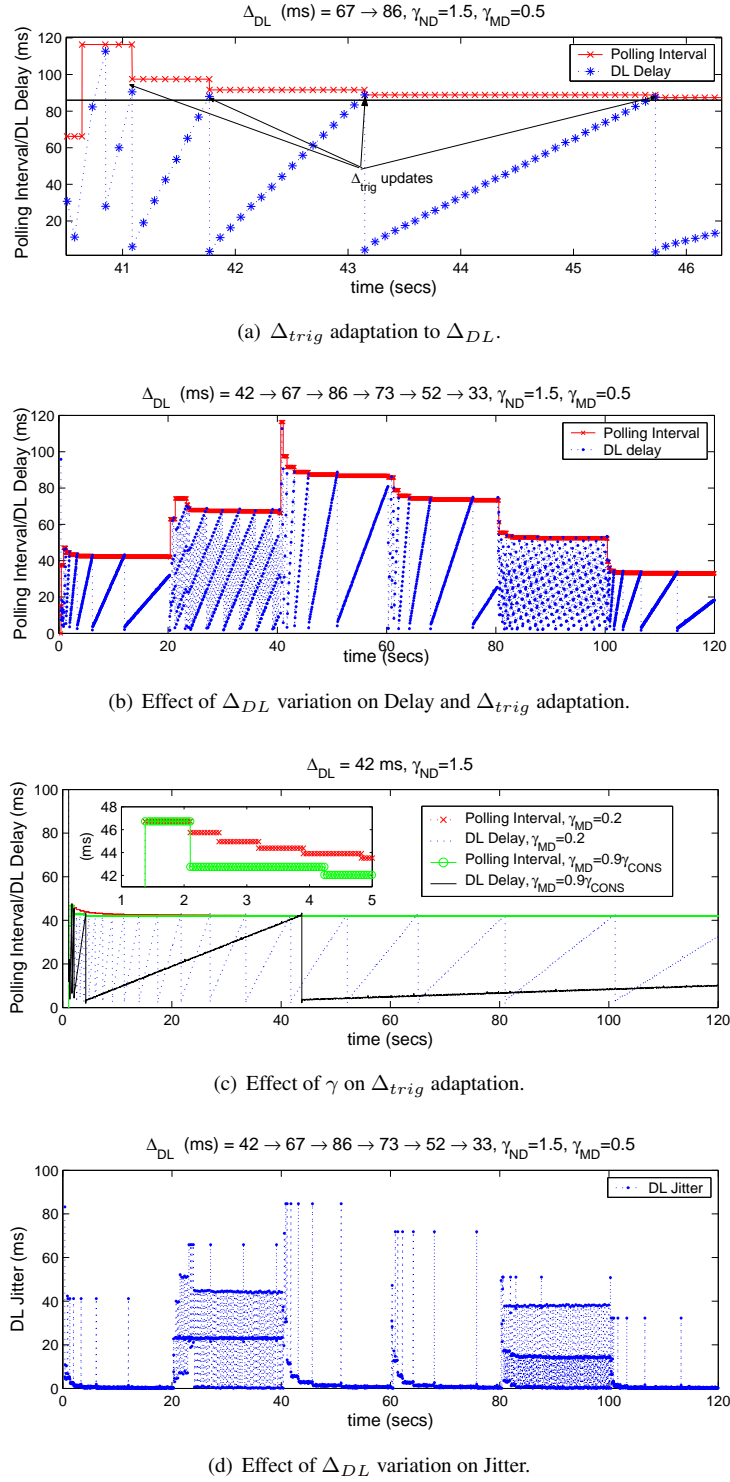 Δ_DL (ms) = 67 → 86, γ_ND=1.5, γ_MD=0.5
Polling Interval/DL Delay (ms)
120
100
80
60
40
20
Polling Interval
DL Delay
Δ_trig updates
41 42 43 44 45 46
time (secs)
(a) Δ_trig adaptation to Δ_DL.
Δ_DL (ms) = 42 → 67 → 86 → 73 → 52 → 33, γ_ND=1.5, γ_MD=0.5
Polling Interval/DL Delay (ms)
120
100
80
60
40
20
0
Polling Interval
DL delay
0 20 40 60 80 100 120
time (secs)
(b) Effect of Δ_DL variation on Delay and Δ_trig adaptation.
Δ_DL = 42 ms, γ_ND=1.5
Polling Interval/DL Delay (ms)
100
80
60
40
20
0
(ms)
48
46
44
42
1 2 3 4 5
Polling Interval, γ_MD=0.2
DL Delay, γ_MD=0.2
Polling Interval, γ_MD=0.9γ_CONS
DL Delay, γ_MD=0.9γ_CONS
0 20 40 60 80 100 120
time (secs)
(c) Effect of γ on Δ_trig adaptation.
Δ_DL (ms) = 42 → 67 → 86 → 73 → 52 → 33, γ_ND=1.5, γ_MD=0.5
DL Jitter (ms)
100
80
60
40
20
0
DL Jitter
0 20 40 60 80 100 120
time (secs)
(d) Effect of Δ_DL variation on Jitter.